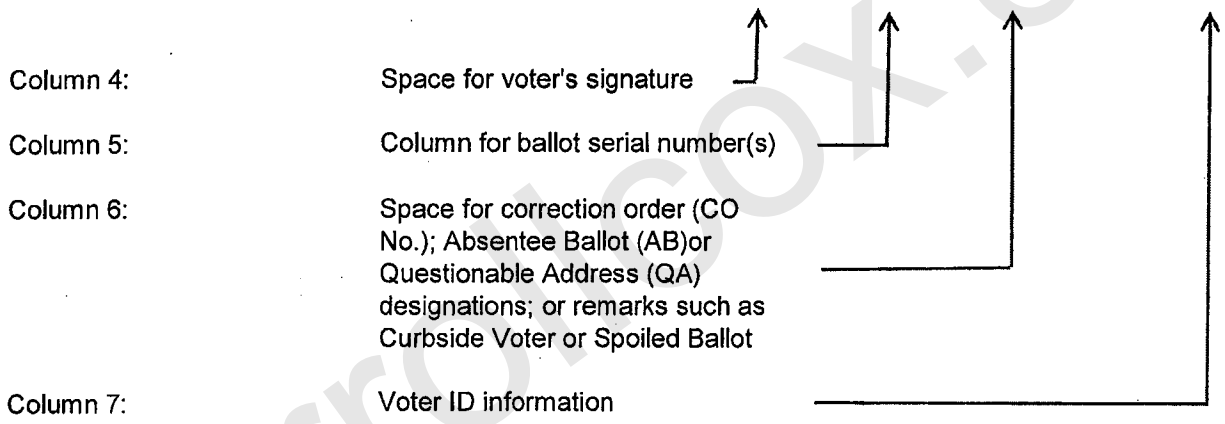 Column 4: Space for voter's signature
Column 5: Column for ballot serial number(s)
Column 6: Space for correction order (CO
No.); Absentee Ballot (AB)or
Questionable Address (QA)
designations; or remarks such as
Curbside Voter or Spoiled Ballot
Column 7: Voter ID information